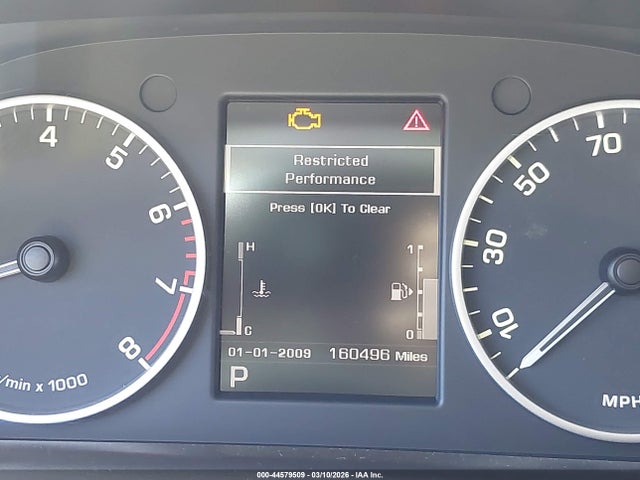 4
5
6
7
8
/min x 1000
Restricted
Performance
Press [OK] To Clear
H
C
1
0
01-01-2009 160496 Miles
P
10
30
50
70
MPH
000-44579509 - 03/10/2026 - IAA Inc.